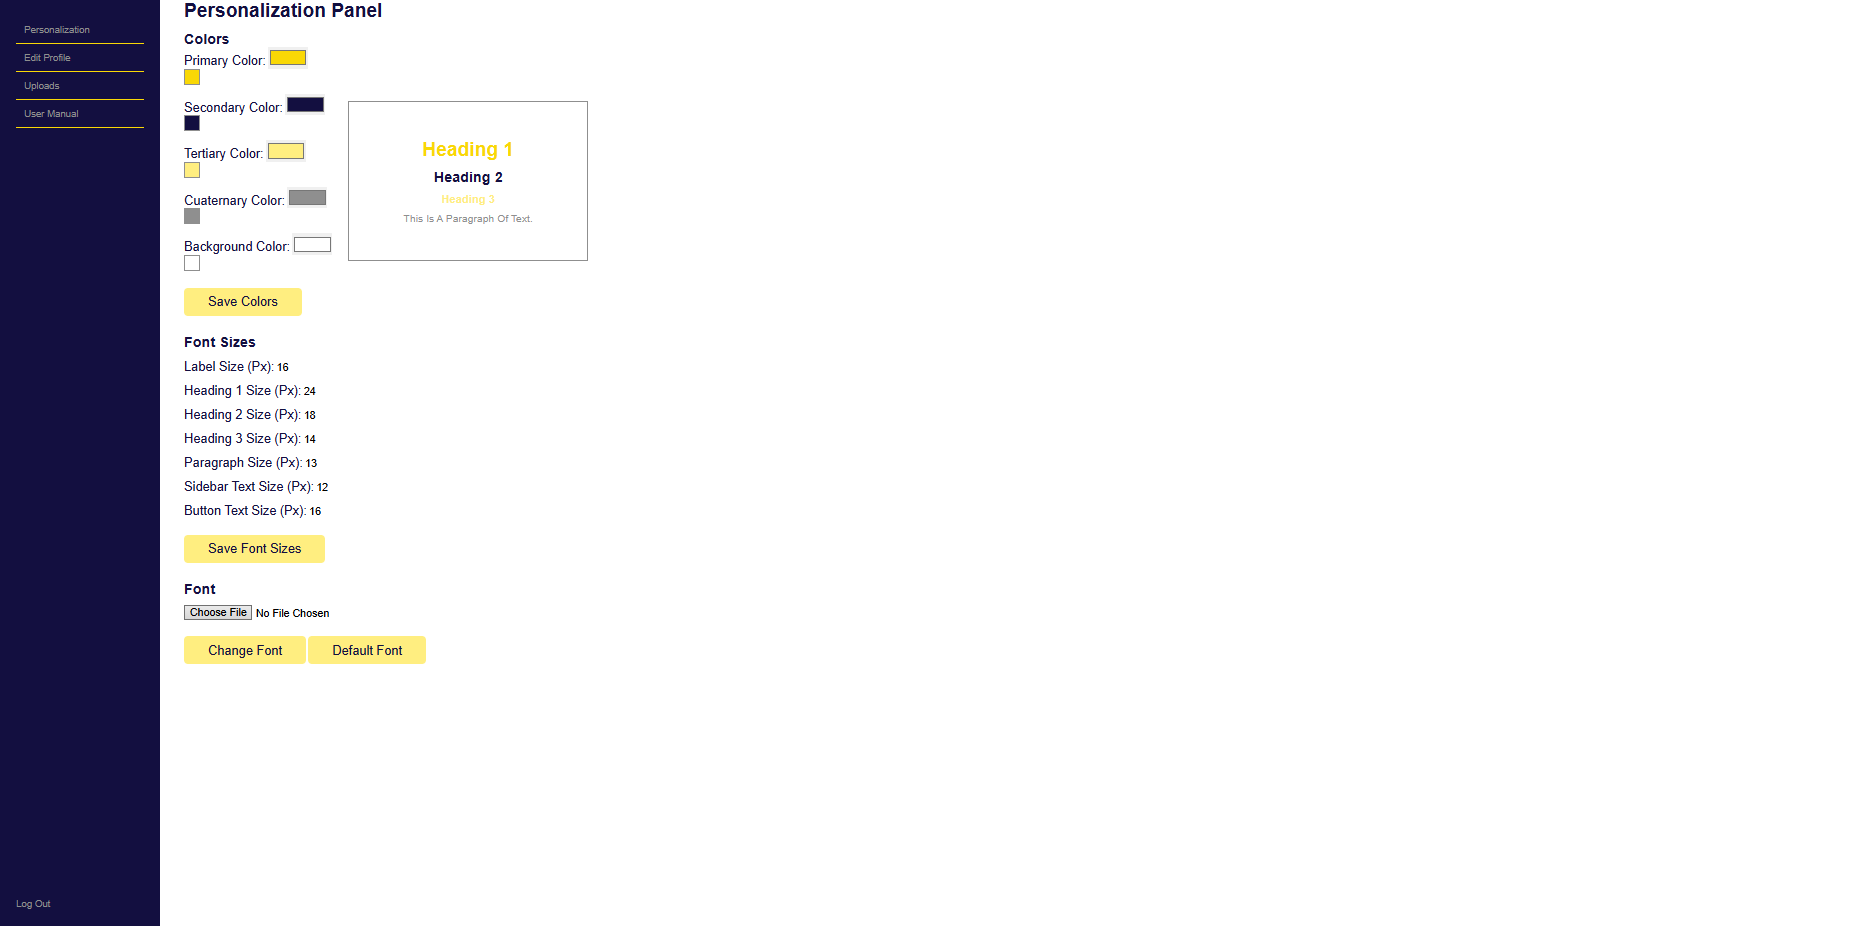 Personalization
Edit Profile
Uploads
User Manual
Log Out
Personalization Panel
Colors
Primary Color:
Secondary Color:
Tertiary Color:
Cuaternary Color:
Background Color:
Heading 1
Heading 2
Heading 3
This Is A Paragraph Of Text.
Save Colors
Font Sizes
Label Size (Px): 16
Heading 1 Size (Px): 24
Heading 2 Size (Px): 18
Heading 3 Size (Px): 14
Paragraph Size (Px): 13
Sidebar Text Size (Px): 12
Button Text Size (Px): 16
Save Font Sizes
Font
Choose File No File Chosen
Change Font Default Font